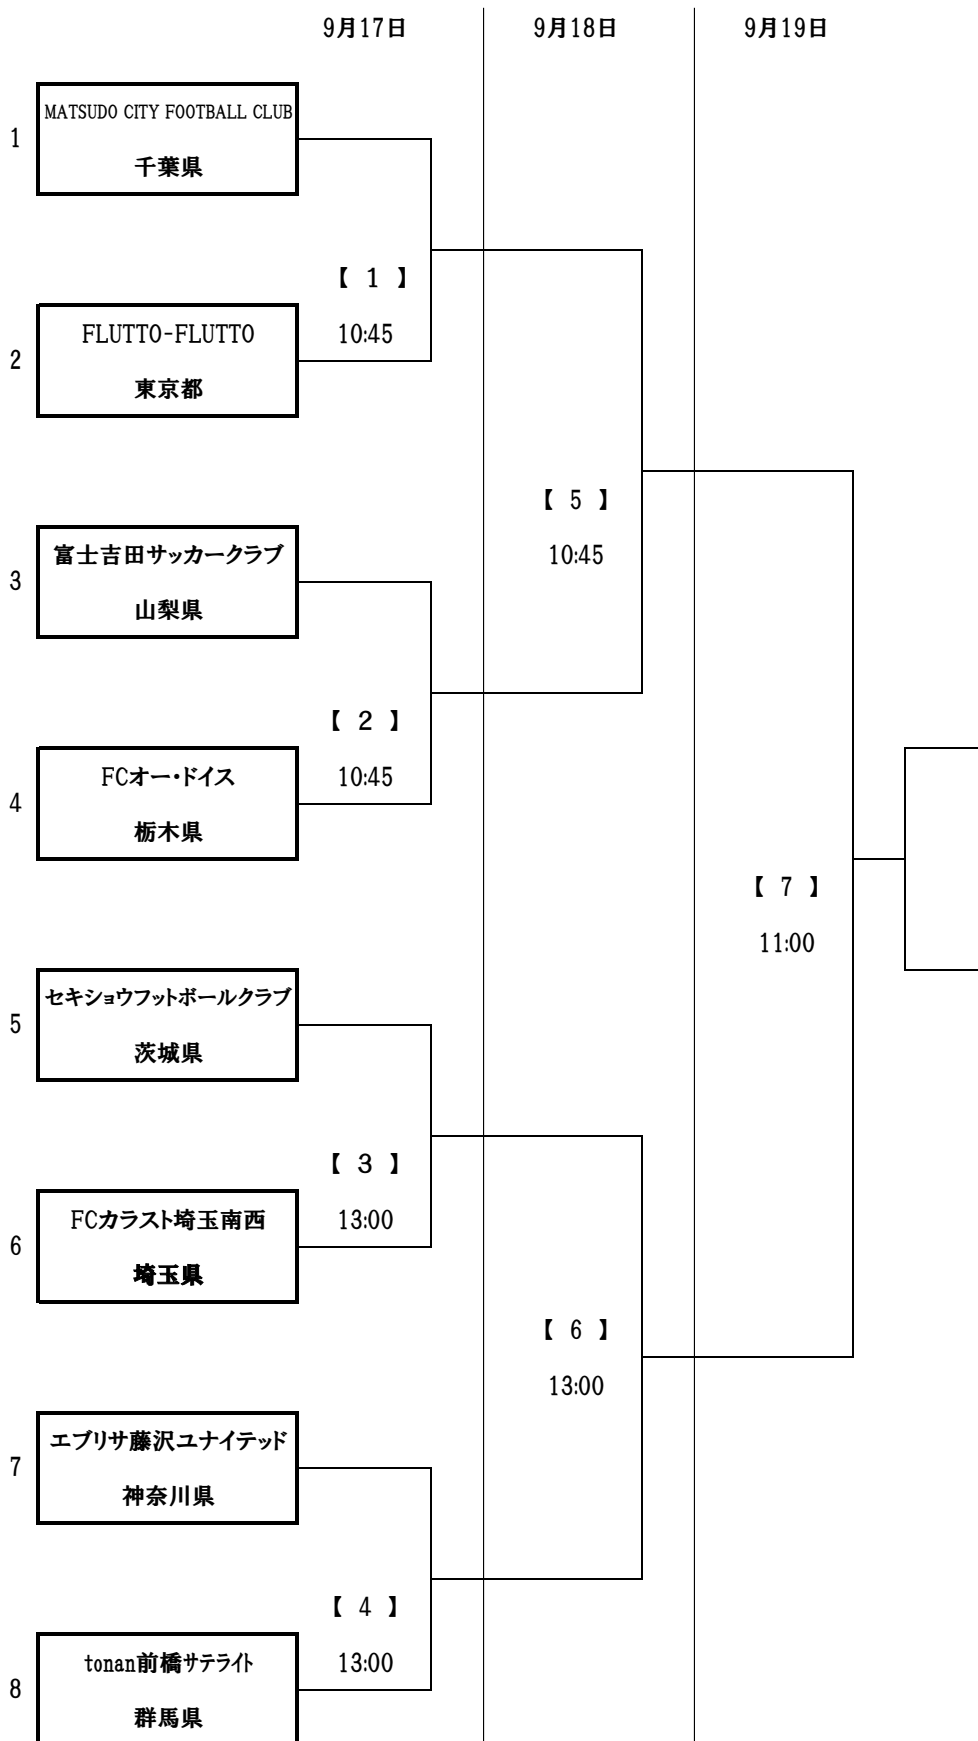 9月17日 9月18日 9月19日
MATSUDO CITY FOOTBALL CLUB
1
千葉県
【 1 】
FLUTTO-FLUTTO 10:45
2
東京都
【 5 】
富士吉田サッカークラブ 10:45
3
山梨県
【 2 】
FCオー・ドイス 10:45
4
栃木県
【 7 】
11:00
セキショウフットボールクラブ
5
茨城県
【 3 】
FCカラスト埼玉南西 13:00
6
埼玉県
【 6 】
13:00
エブリサ藤沢ユナイテッド
7
神奈川県
【 4 】
tonan前橋サテライト 13:00
8
群馬県